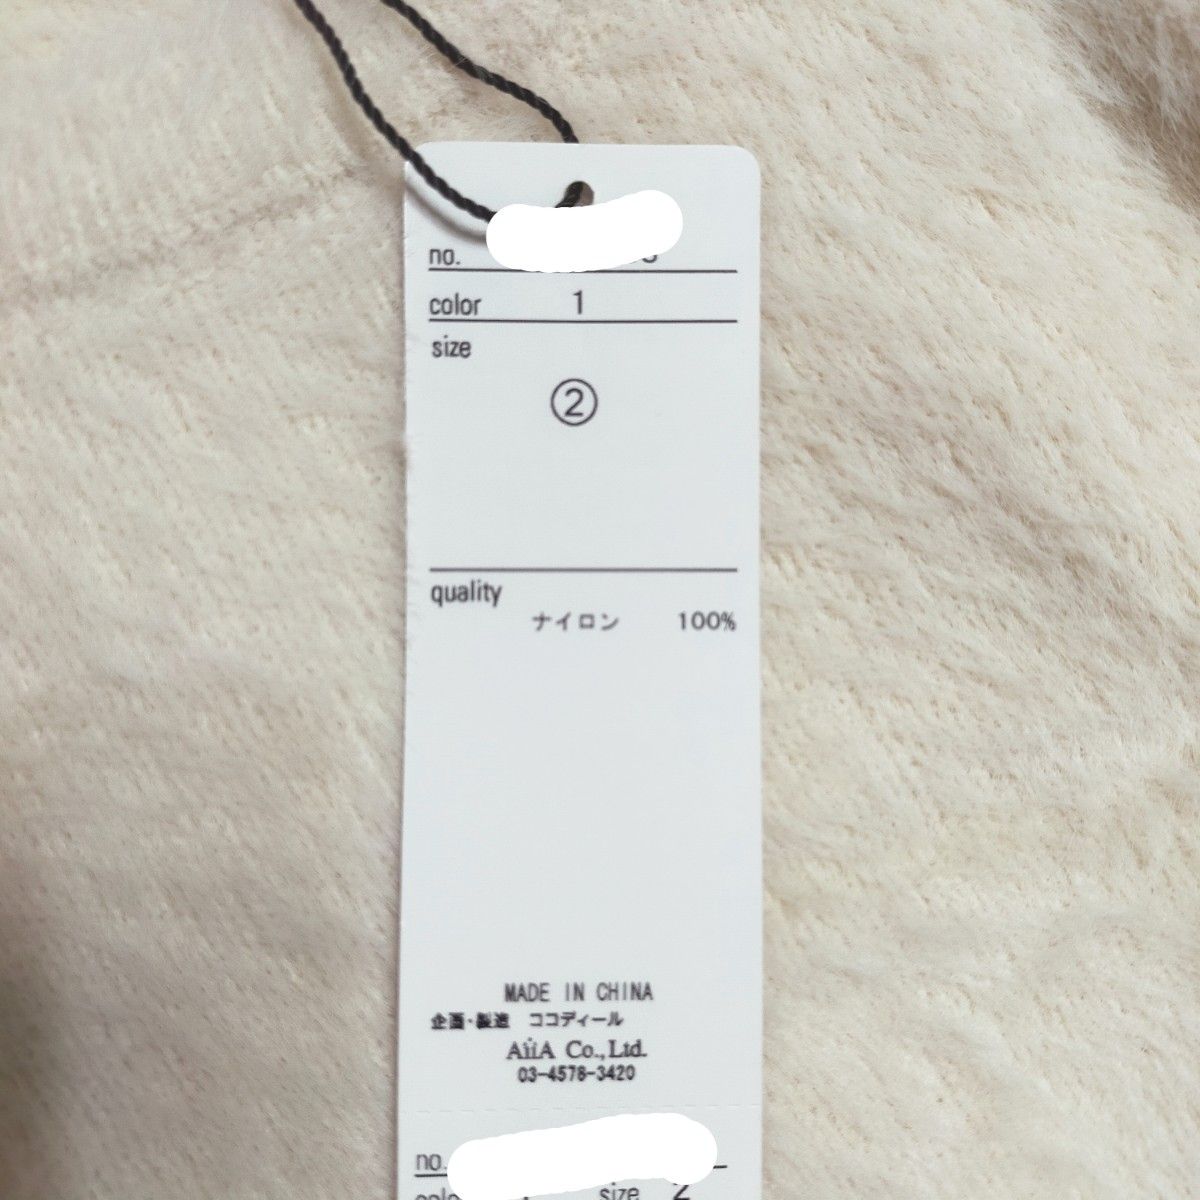 no.
color 1
size
②
quality
ナイロン 100%
MADE IN CHINA
企画・製造 ココディール
AiiA Co., Ltd.
03-4578-3420
no.
size 2